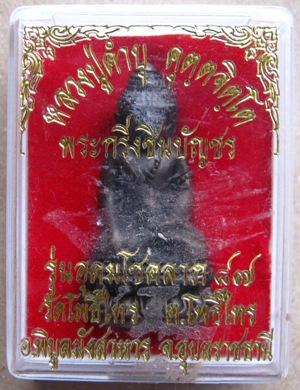 หลวงปู่คำบุ คุตฺตจิตฺโต
พระกริ่งชินบัญชร
รุ่นอุดมโชคลาภ ๘๗
วัดโพธิ์ไทร ต.โพธิ์ไทร
อ.พิบูลมังสาหาร จ.อุบลราชธานี